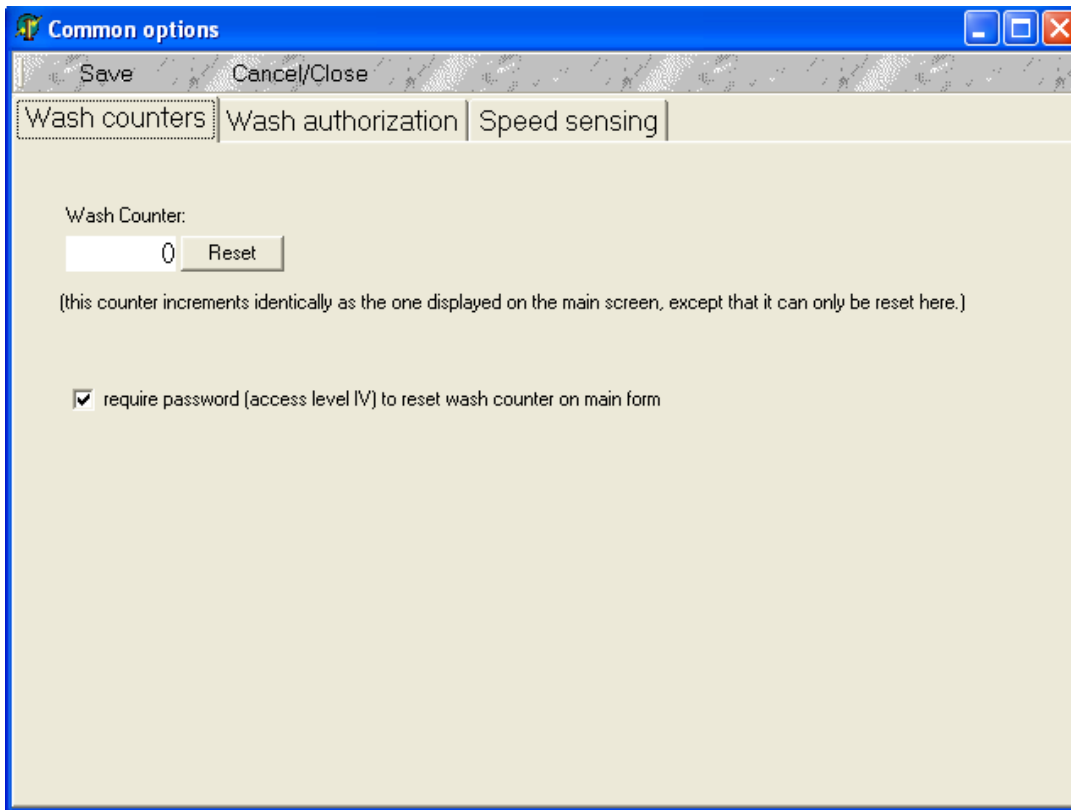 Common options
Save Cancel/Close
Wash counters Wash authorization Speed sensing
Wash Counter:
0 Reset
(this counter increments identically as the one displayed on the main screen, except that it can only be reset here.)
require password (access level IV) to reset wash counter on main form